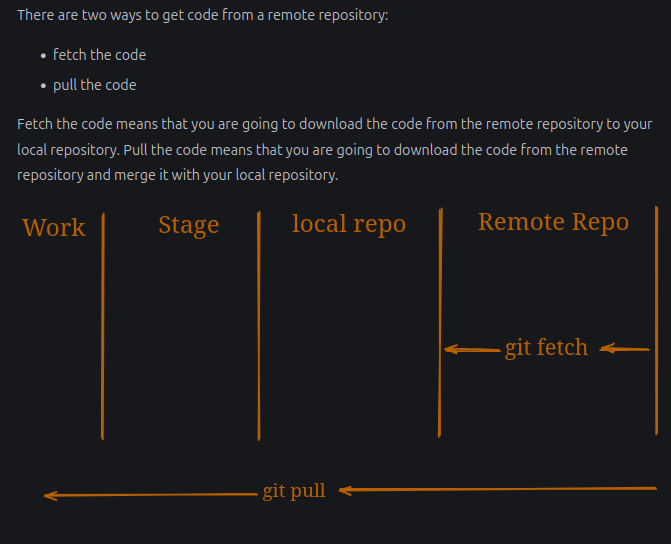 There are two ways to get code from a remote repository:
• fetch the code
• pull the code
Fetch the code means that you are going to download the code from the remote repository to your
local repository. Pull the code means that you are going to download the code from the remote
repository and merge it with your local repository.
Work Stage local repo Remote Repo
git fetch
git pull